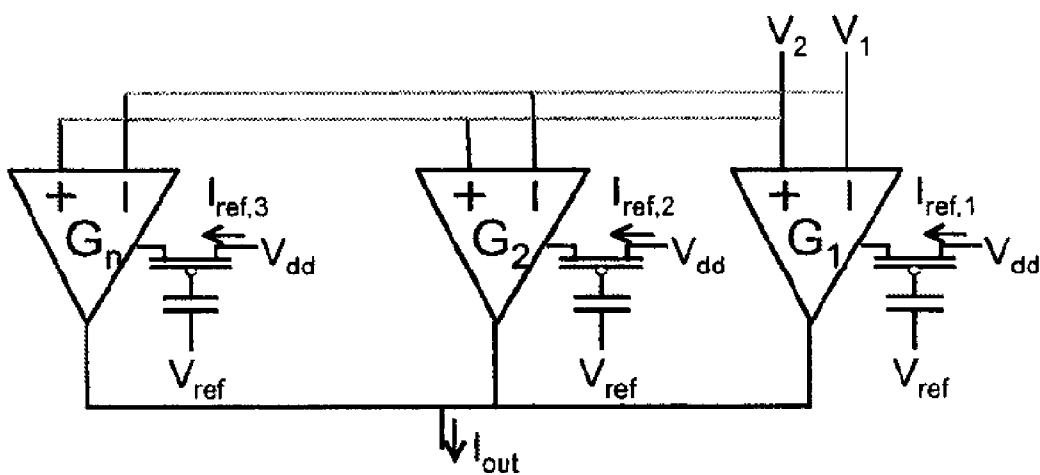 V2 V1
+ − + − + −
Iref,3 Iref,2 Iref,1
Gn Vdd G2 Vdd G1 Vdd
Vref Vref Vref
Iout